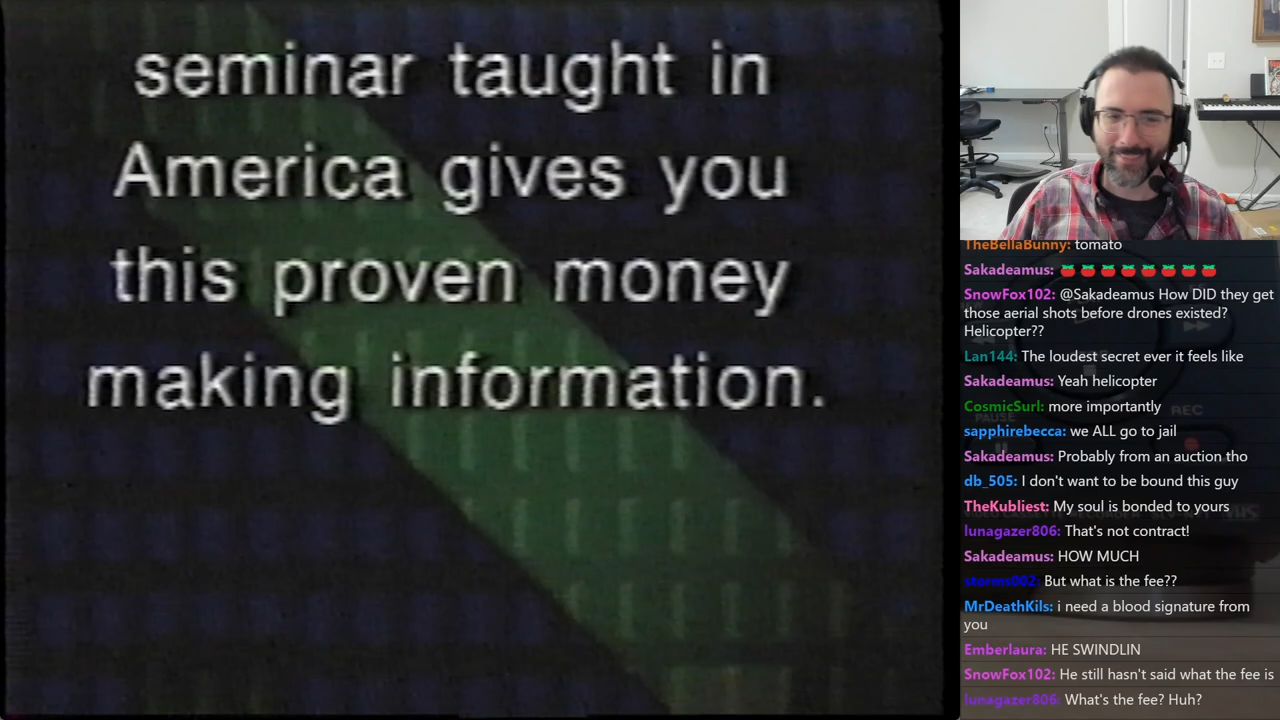 seminar taught in
America gives you
this proven money
making information.
TheBellaBunny: tomato
Sakadeamus: 🍅🍅🍅🍅🍅🍅🍅🍅
SnowFox102: @Sakadeamus How DID they get
those aerial shots before drones existed?
Helicopter??
Lan144: The loudest secret ever it feels like
Sakadeamus: Yeah helicopter
CosmicSurl: more importantly
sapphirebecca: we ALL go to jail
Sakadeamus: Probably from an auction tho
db_505: I don't want to be bound this guy
TheKubliest: My soul is bonded to yours
lunagazer806: That's not contract!
Sakadeamus: HOW MUCH
storms002: But what is the fee??
MrDeathKils: i need a blood signature from
you
Emberlaura: HE SWINDLIN
SnowFox102: He still hasn't said what the fee is
lunagazer806: What's the fee? Huh?
REC
PAUSE